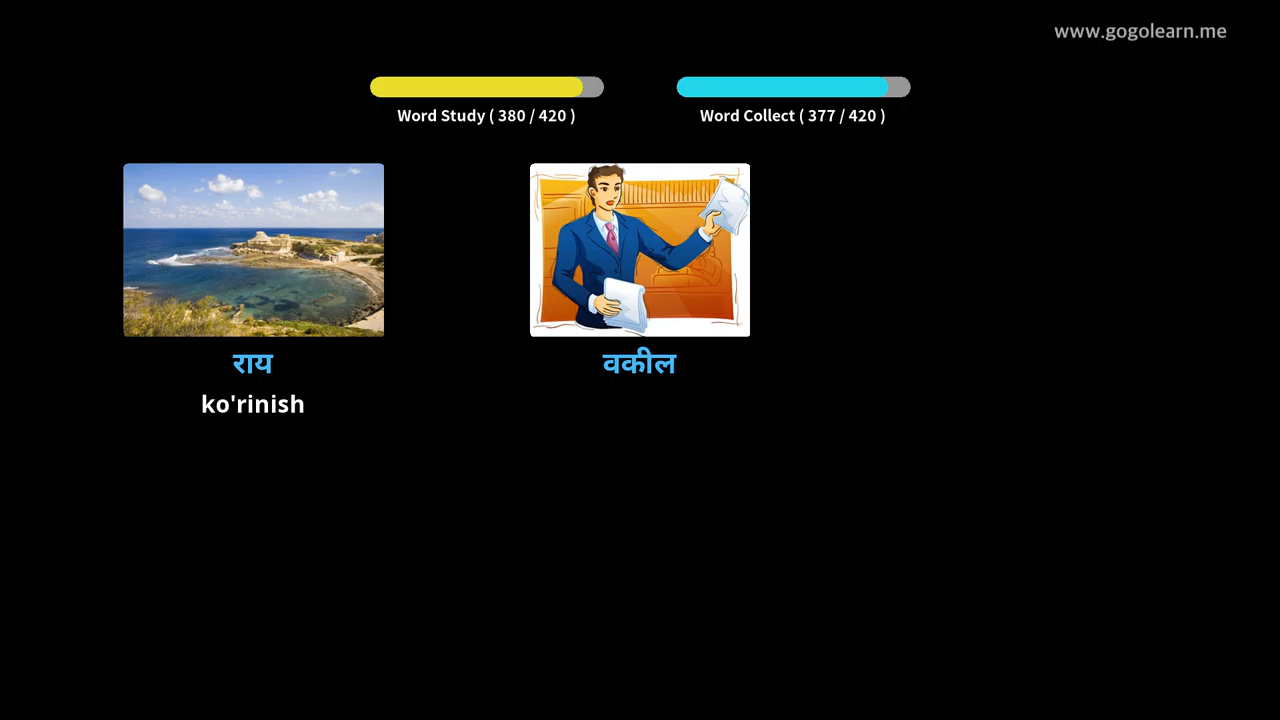 www.gogolearn.me
Word Study ( 380 / 420 )
Word Collect ( 377 / 420 )
राय
वकील
ko'rinish